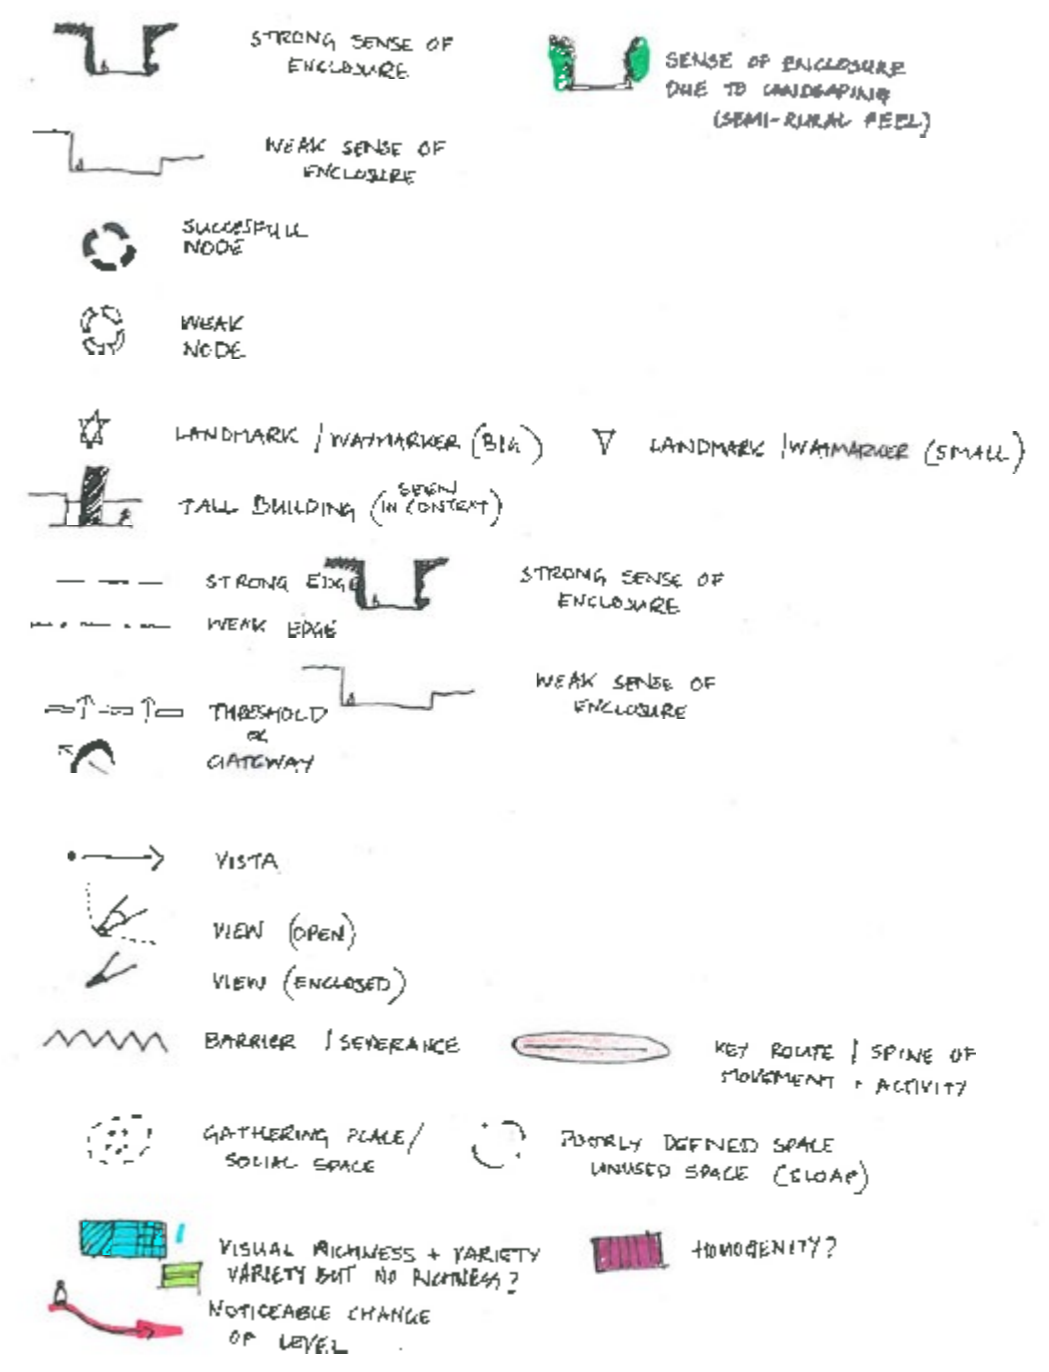 STRONG SENSE OF
ENCLOSURE
SENSE OF ENCLOSURE
DUE TO LANDSAPING
(SEMI-RURAL FEEL)
WEAK SENSE OF
ENCLOSURE
SUCCESFULL
NODE
WEAK
NODE
LANDMARK / WAYMARKER (BIG)
LANDMARK / WAYMARKER (SMALL)
TALL BUILDING (SEEN IN CONTEXT)
STRONG EDGE
STRONG SENSE OF
ENCLOSURE
WEAK EDGE
WEAK SENSE OF
ENCLOSURE
THRESHOLD
OR
GATEWAY
VISTA
VIEW (OPEN)
VIEW (ENCLOSED)
BARRIER / SEVERANCE
KEY ROUTE / SPINE OF
MOVEMENT + ACTIVITY
GATHERING PLACE/
SOCIAL SPACE
POORLY DEFINED SPACE
UNUSED SPACE (SLOAP)
VISUAL RICHNESS + VARIETY
VARIETY BUT NO RICHNESS?
HOMOGENITY?
NOTICEABLE CHANGE
OF LEVEL